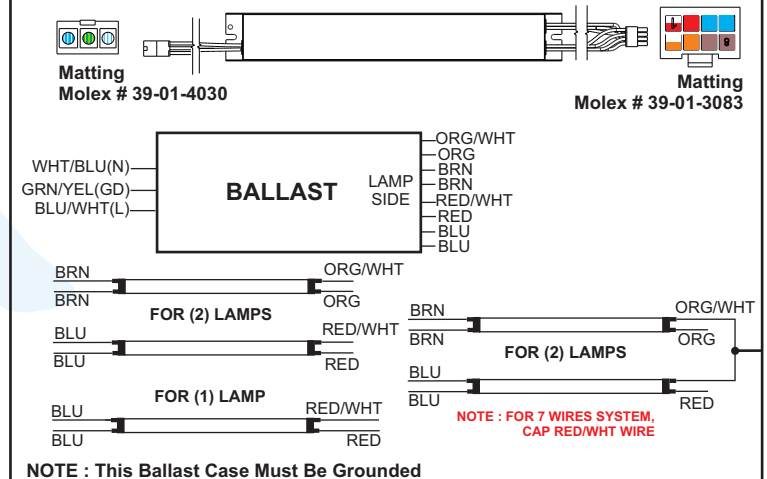 Matting
Molex # 39-01-4030
1
8
Matting
Molex # 39-01-3083
WHT/BLU(N)
GRN/YEL(GD)
BLU/WHT(L)
BALLAST
LAMP
SIDE
ORG/WHT
ORG
BRN
BRN
RED/WHT
RED
BLU
BLU
BRN
ORG/WHT
BRN
ORG
FOR (2) LAMPS
BLU
RED/WHT
BLU
RED
FOR (1) LAMP
BLU
RED/WHT
BLU
RED
BRN
ORG/WHT
BRN
ORG
FOR (2) LAMPS
BLU
BLU
RED
NOTE : FOR 7 WIRES SYSTEM,
CAP RED/WHT WIRE
NOTE : This Ballast Case Must Be Grounded